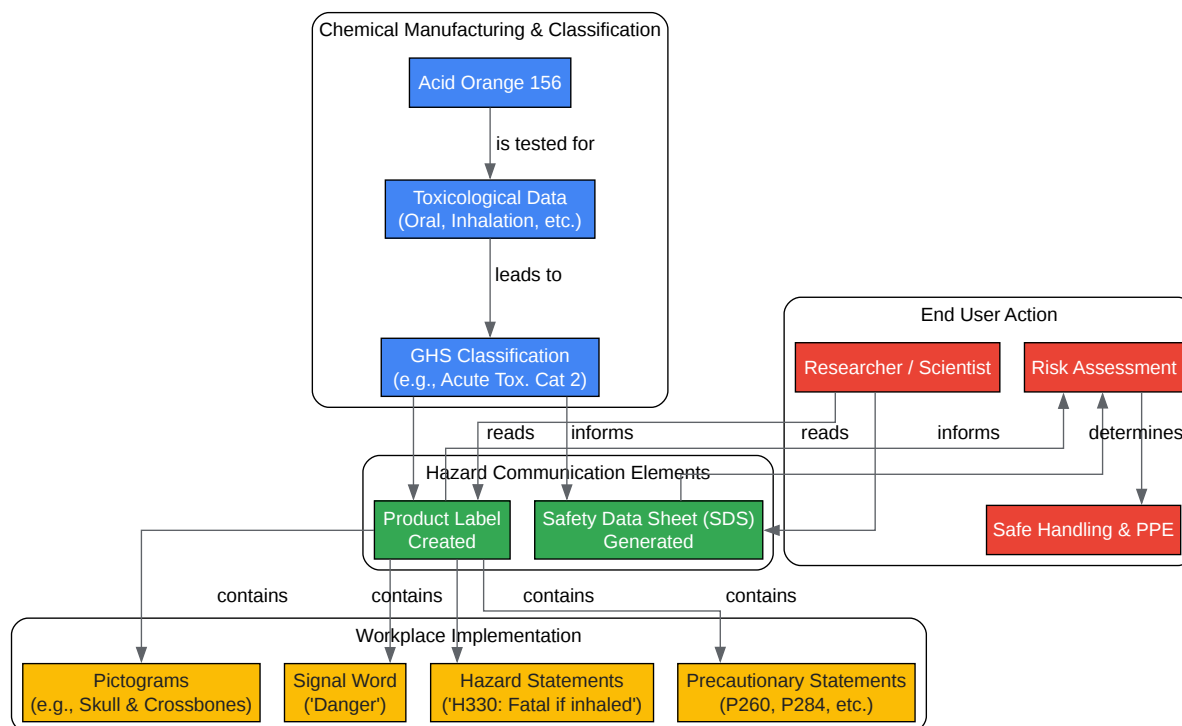 Chemical Manufacturing & Classification
Acid Orange 156
is tested for
Toxicological Data
(Oral, Inhalation, etc.)
leads to
End User Action
GHS Classification
(e.g., Acute Tox. Cat 2)
Researcher / Scientist
Risk Assessment
reads
informs
reads
informs
determines
Hazard Communication Elements
Product Label
Created
Safety Data Sheet (SDS)
Generated
Safe Handling & PPE
contains
contains
contains
contains
Workplace Implementation
Pictograms
(e.g., Skull & Crossbones)
Signal Word
('Danger')
Hazard Statements
('H330: Fatal if inhaled')
Precautionary Statements
(P260, P284, etc.)